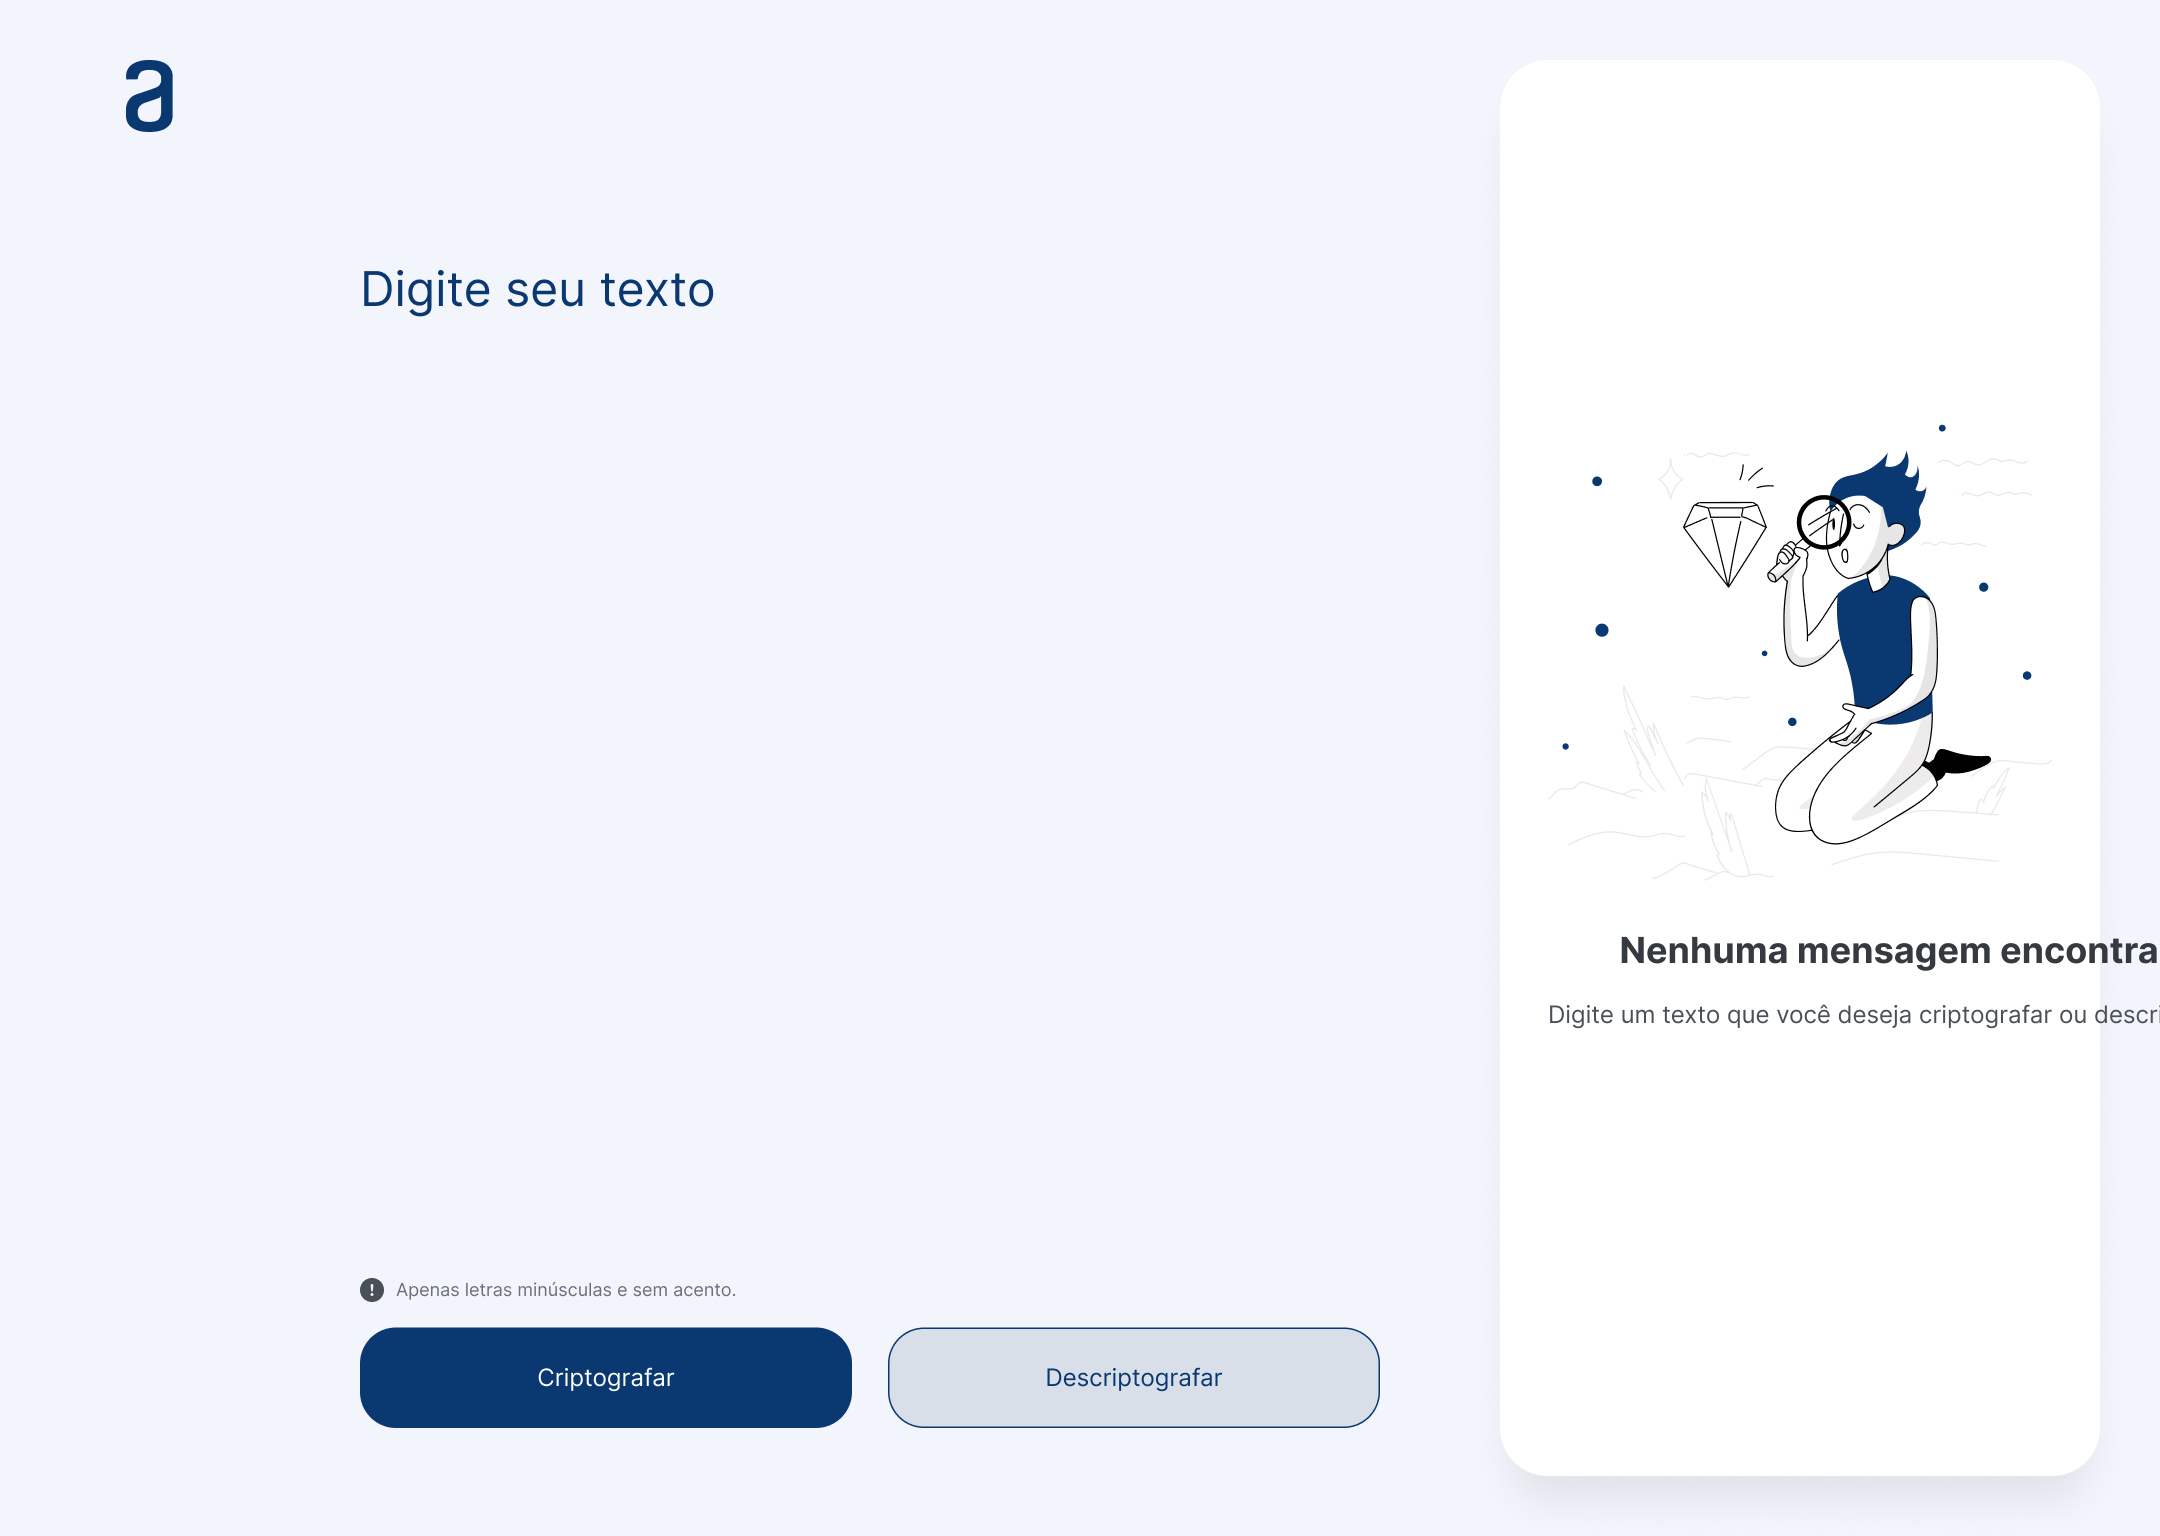 a
Digite seu texto
Nenhuma mensagem encontra
Digite um texto que você deseja criptografar ou descri
Apenas letras minúsculas e sem acento.
Criptografar
Descriptografar